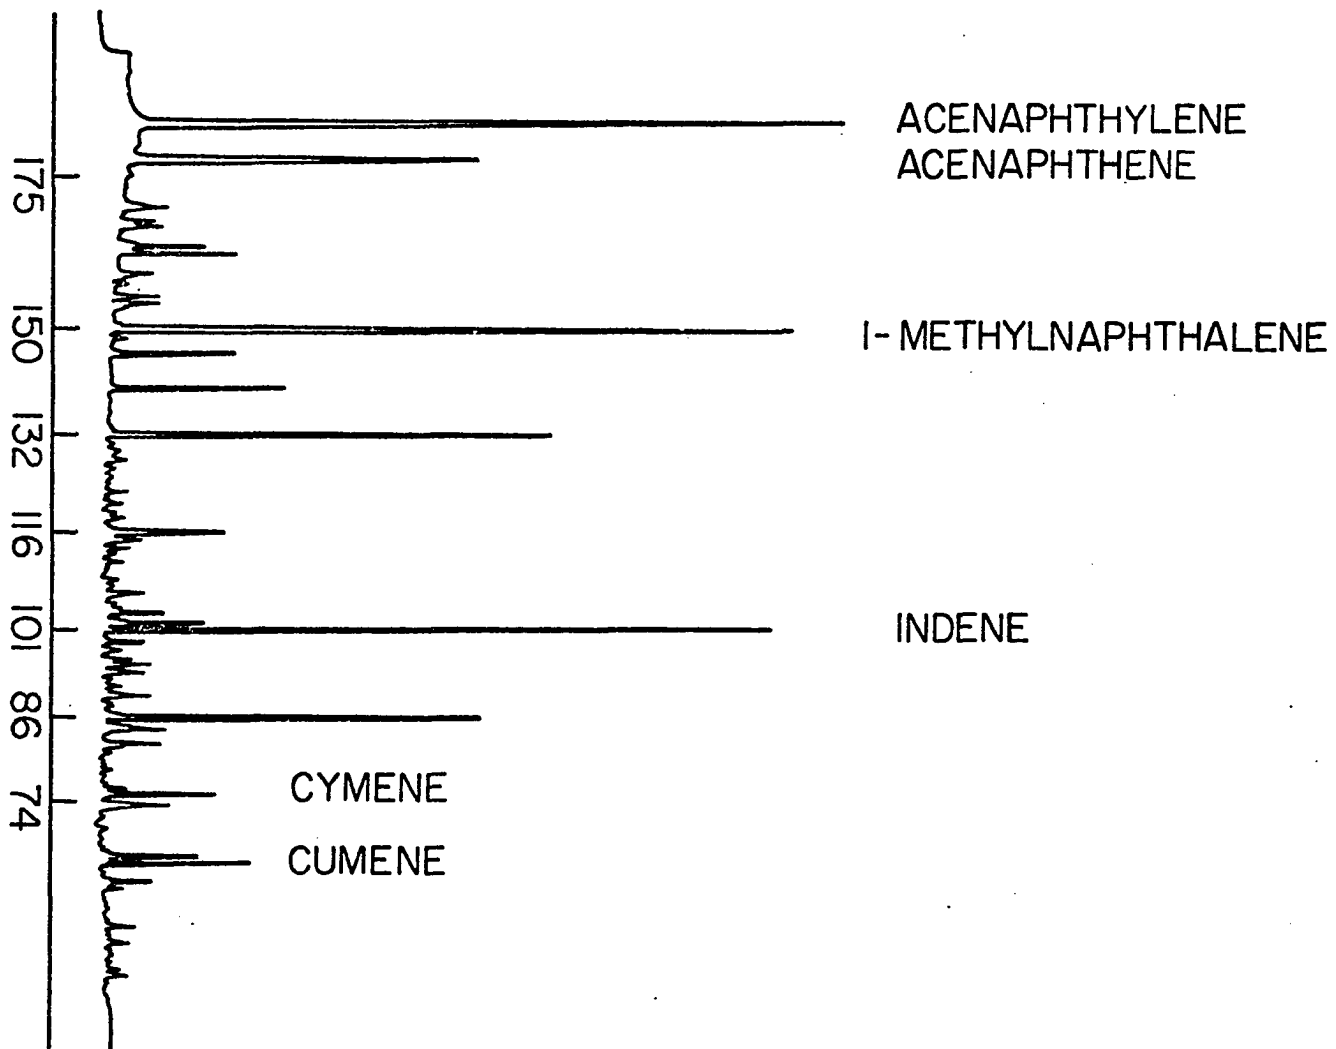 ACENAPHTHYLENE
ACENAPHTHENE
175
150
1-METHYLNAPHTHALENE
132
116
101
INDENE
86
CYMENE
74
CUMENE